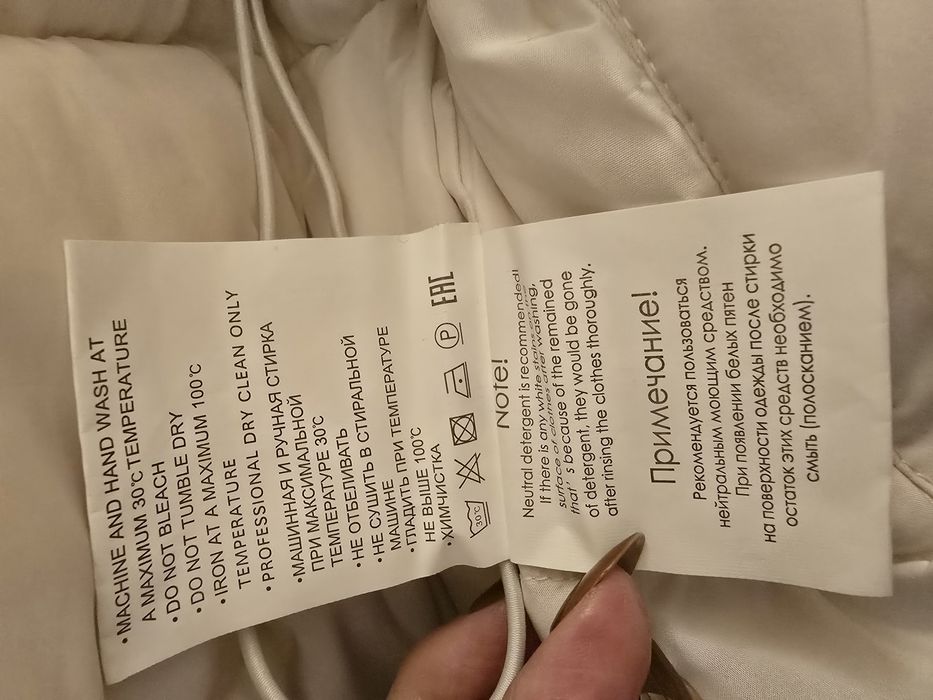 •MACHINE AND HAND WASH AT
A MAXIMUM 30℃ TEMPERATURE
•DO NOT BLEACH
•DO NOT TUMBLE DRY
•IRON AT A MAXIMUM 100℃
TEMPERATURE
•PROFESSIONAL DRY CLEAN ONLY
•МАШИННАЯ И РУЧНАЯ СТИРКА
ПРИ МАКСИМАЛЬНОЙ
ТЕМПЕРАТУРЕ 30℃
•НЕ ОТБЕЛИВАТЬ
•НЕ СУШИТЬ В СТИРАЛЬНОЙ
МАШИНЕ
•ГЛАДИТЬ ПРИ ТЕМПЕРАТУРЕ
НЕ ВЫШЕ 100℃
•ХИМЧИСТКА
30℃ P EAC
Note!
Neutral detergent is recommended!
If there is any white stains on the
surface of clothes after washing,
that's because of the remained
of detergent, they would be gone
after rinsing the clothes thoroughly.
Примечание!
Рекомендуется пользоваться
нейтральным моющим средством.
При появлении белых пятен
на поверхности одежды после стирки
остаток этих средств необходимо
смыть (полосканием).